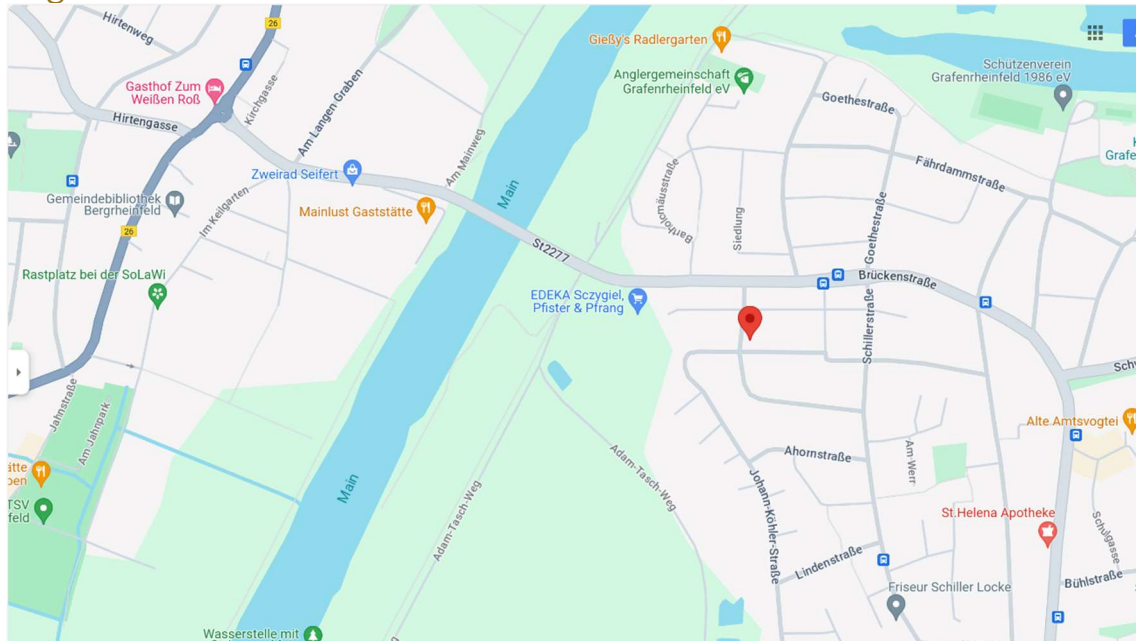 Hirtenweg
26
Gießy's Radlergarten
Schützenverein
Grafenrheinfeld 1986 eV
Anglergemeinschaft
Grafenrheinfeld eV
Gasthof Zum
Weißen Roß
Kirchgasse
Am Langen Graben
Goethestraße
Hirtengasse
Am Mainweg
Fährdammstraße
Zweirad Seifert
Gemeindebibliothek
Bergrheinfeld
Im Keilgarten
Mainlust Gaststätte
Main
Bartholomäusstraße
Siedlung
Goethestraße
26
St2277
Brückenstraße
Rastplatz bei der SoLaWi
EDEKA Sczygiel,
Pfister & Pfrang
Schillerstraße
Jahnstraße
Am Jahnpark
Alte Amtsvogtei
Ahornstraße
Am Werr
Adam-Tasch-Weg
Main
Johann-Köhler-Straße
TSV
St.Helena Apotheke
Adam-Tasch-Weg
Schulgasse
Lindenstraße
Bühlstraße
Friseur Schiller Locke
Wasserstelle mit